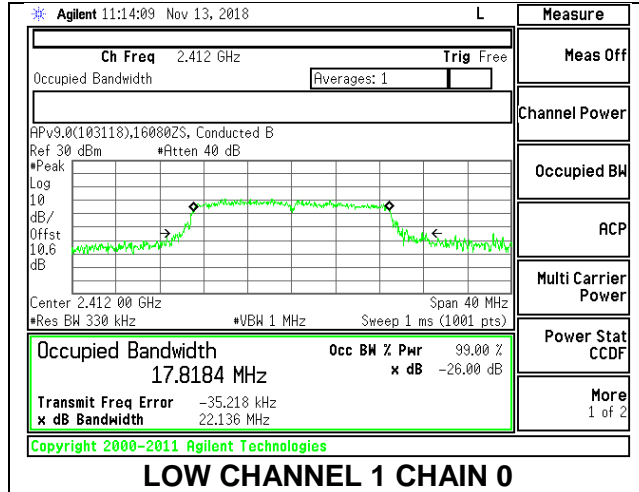 Agilent 11:14:09 Nov 13, 2018 L Measure
Ch Freq 2.412 GHz Trig Free
Meas Off
Occupied Bandwidth Averages: 1
Channel Power
APv9.0(103118),16080ZS, Conducted B
Ref 30 dBm #Atten 40 dB
#Peak
Log
10
dB/
Offst
10.6
dB
Occupied BW
ACP
Multi Carrier
Power
Center 2.412 00 GHz Span 40 MHz
#Res BW 330 kHz #VBW 1 MHz Sweep 1 ms (1001 pts)
Power Stat
CCDF
Occupied Bandwidth Occ BW % Pwr 99.00 %
17.8184 MHz x dB -26.00 dB
Transmit Freq Error -35.218 kHz
x dB Bandwidth 22.136 MHz
More
1 of 2
Copyright 2000-2011 Agilent Technologies
LOW CHANNEL 1 CHAIN 0